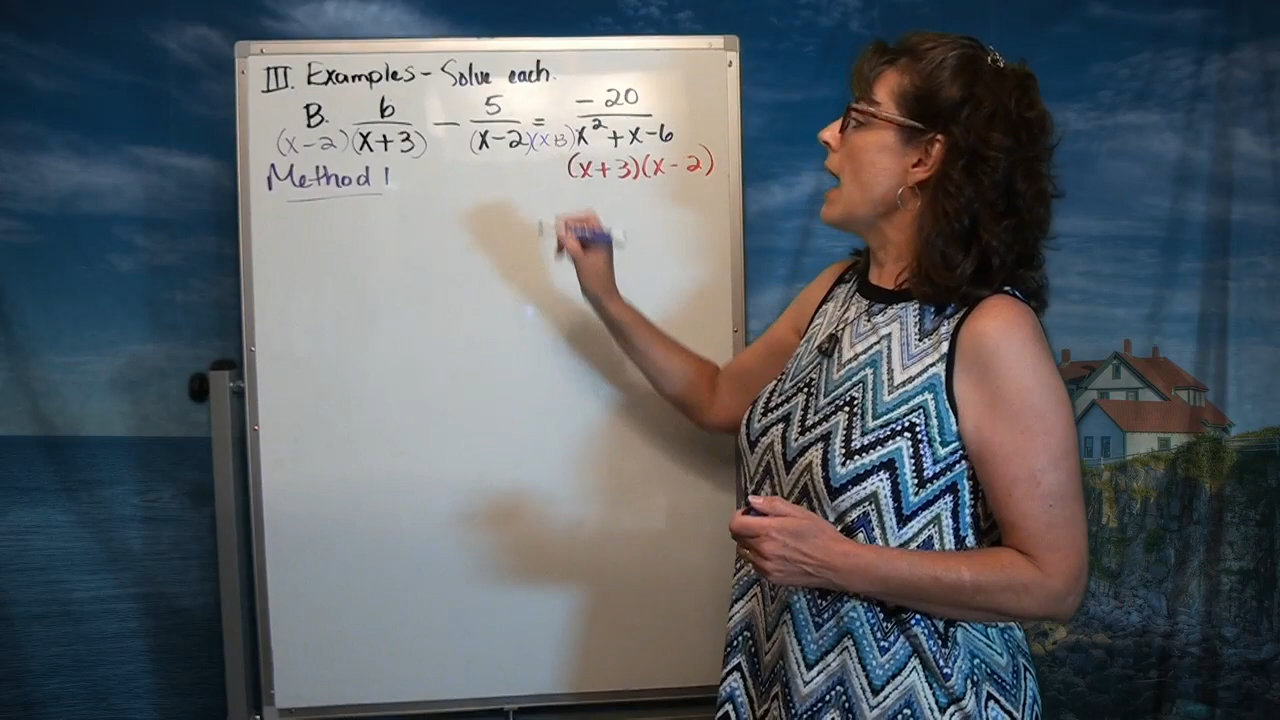 III. Examples - Solve each.
B. 6 - 5 = -20
(x-2)(x+3) (x-2)(x+3) x²+x-6
Method 1 (x+3)(x-2)